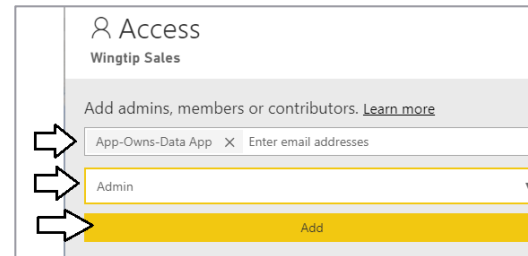 Access
Wingtip Sales
Add admins, members or contributors. Learn more
App-Owns-Data App X Enter email addresses
Admin
Add